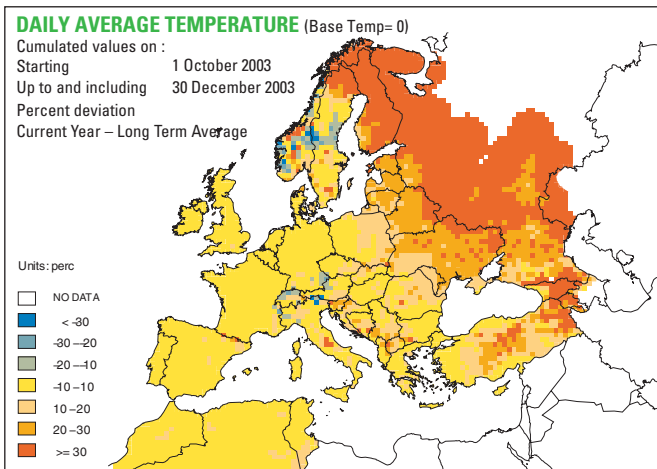 DAILY AVERAGE TEMPERATURE (Base Temp= 0)
Cumulated values on :
Starting 1 October 2003
Up to and including 30 December 2003
Percent deviation
Current Year – Long Term Average
Units: perc
NO DATA
< -30
-30 –-20
-20 –-10
-10 –10
10 –20
20 –30
>= 30